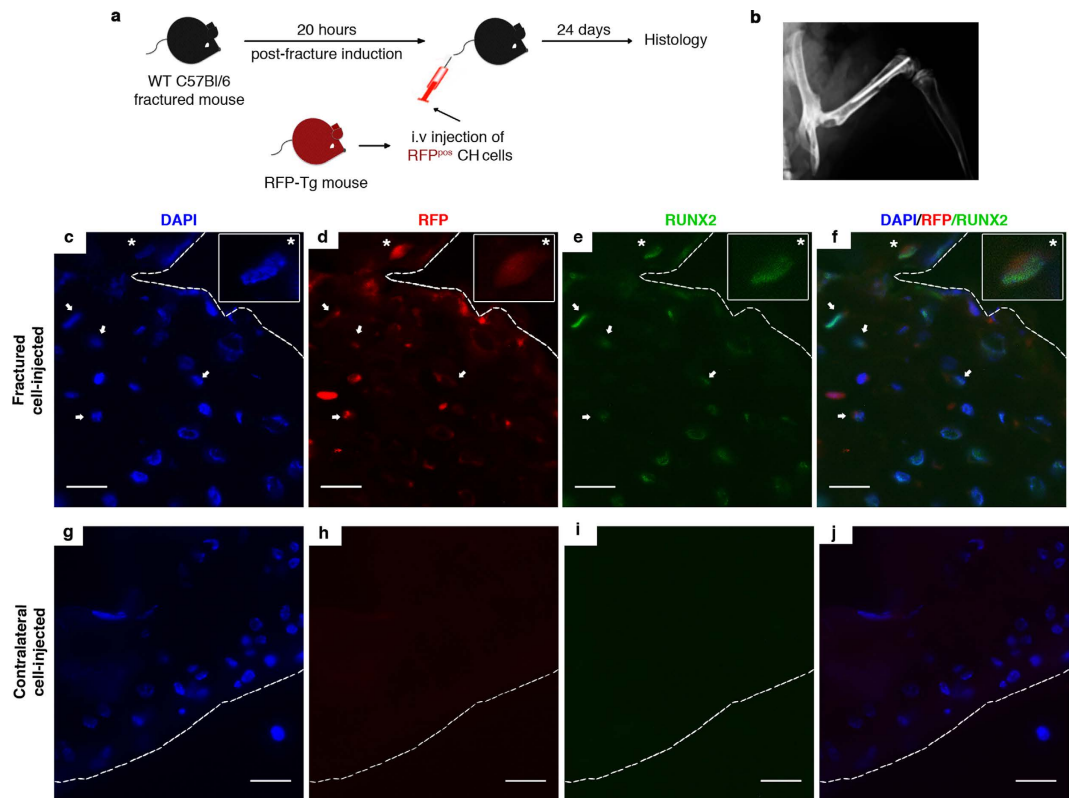 a
b
20 hours
24 days
post-fracture induction
Histology
WT C57Bl/6
fractured mouse
i.v injection of
RFPpos CH cells
RFP-Tg mouse
DAPI
RFP
RUNX2
DAPI/RFP/RUNX2
Fractured
cell-injected
c
*
*
d
*
*
e
*
*
f
*
*
Contralateral
cell-injected
g
h
i
j